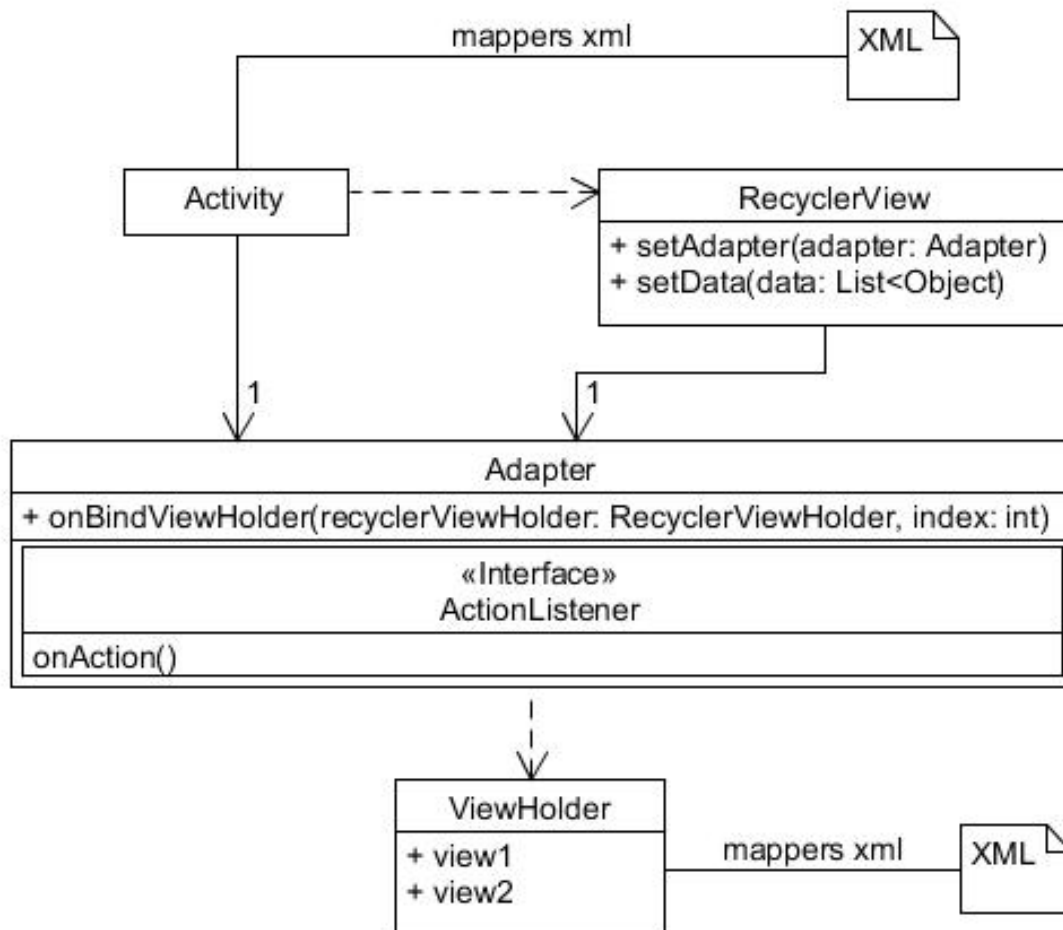 mappers xml
XML
Activity
RecyclerView
+ setAdapter(adapter: Adapter)
+ setData(data: List<Object)
1
1
Adapter
+ onBindViewHolder(recyclerViewHolder: RecyclerViewHolder, index: int)
«Interface»
ActionListener
onAction()
ViewHolder
+ view1
+ view2
mappers xml
XML